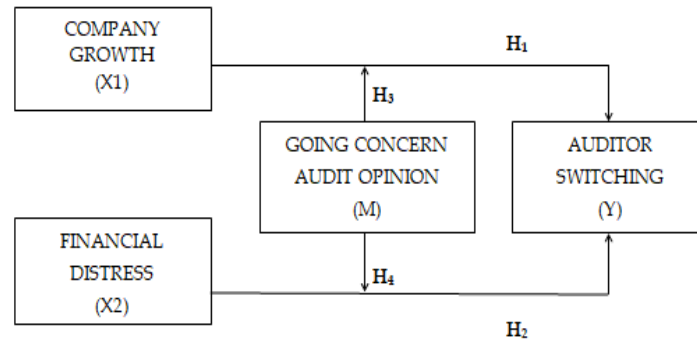 COMPANY
GROWTH
(X1)
H₁
H₃
GOING CONCERN
AUDIT OPINION
(M)
AUDITOR
SWITCHING
(Y)
FINANCIAL
DISTRESS
(X2)
H₄
H₂